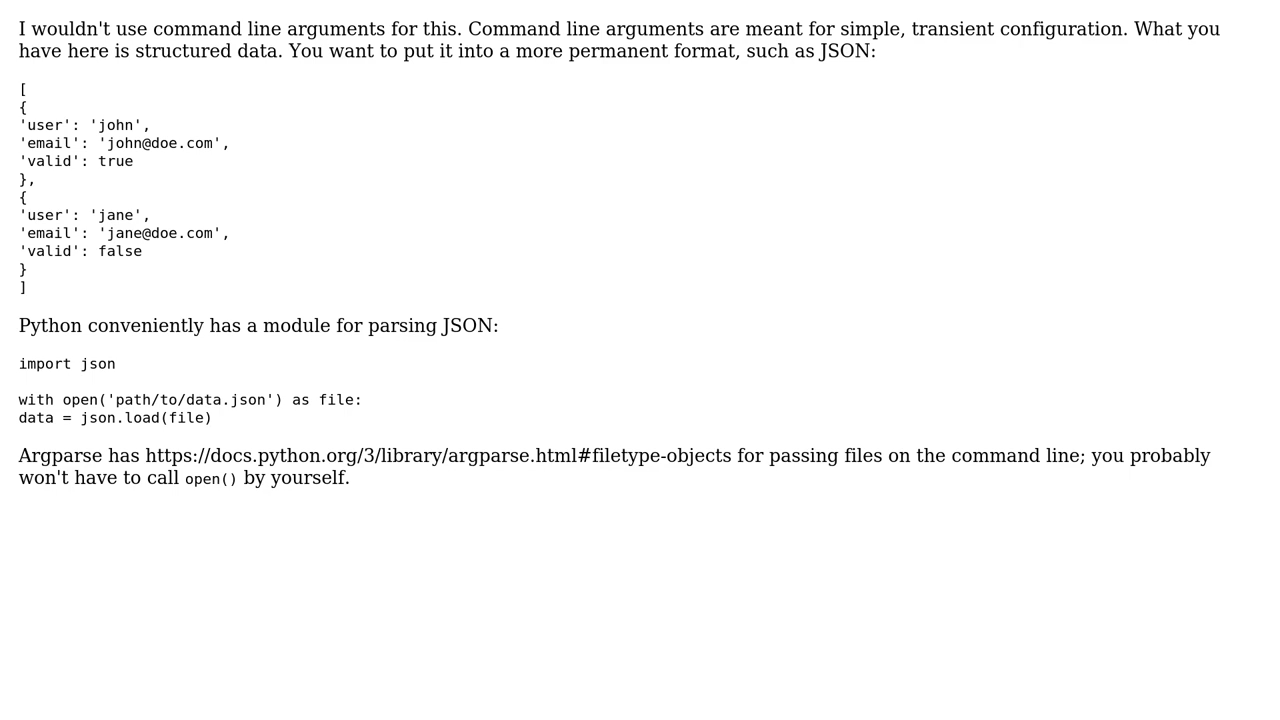 I wouldn't use command line arguments for this. Command line arguments are meant for simple, transient configuration. What you
have here is structured data. You want to put it into a more permanent format, such as JSON:
[
{
'user': 'john',
'email': 'john@doe.com',
'valid': true
},
{
'user': 'jane',
'email': 'jane@doe.com',
'valid': false
}
]
Python conveniently has a module for parsing JSON:
import json
with open('path/to/data.json') as file:
data = json.load(file)
Argparse has https://docs.python.org/3/library/argparse.html#filetype-objects for passing files on the command line; you probably
won't have to call open() by yourself.